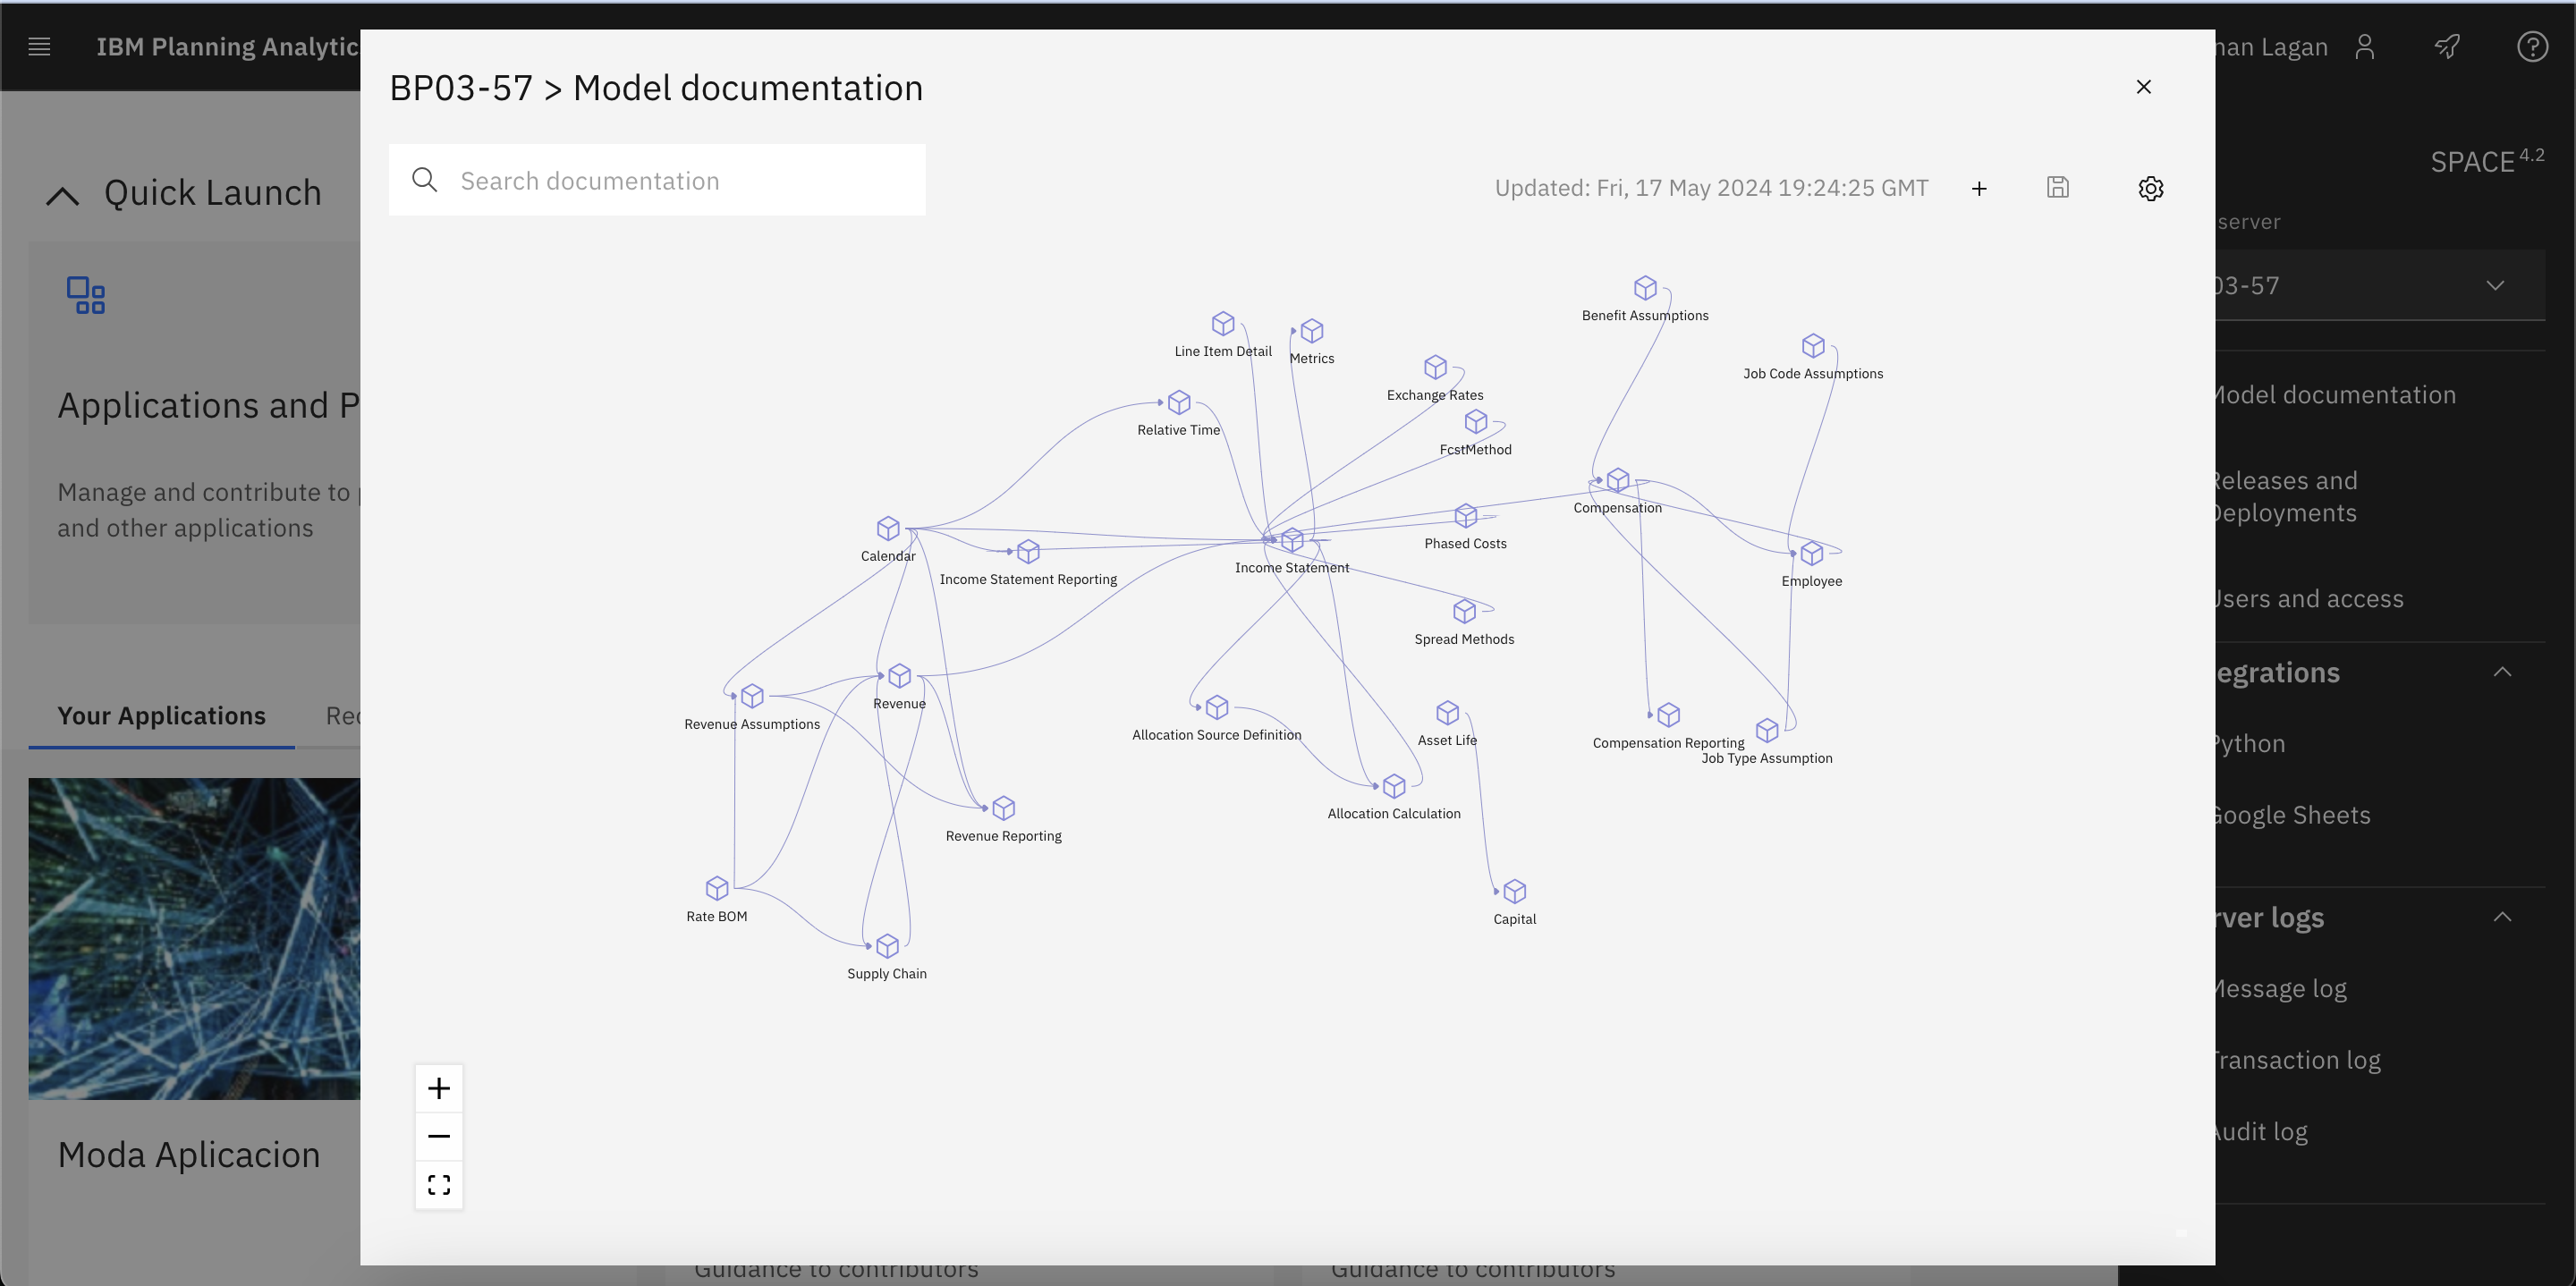 IBM Planning Analytic
BP03-57 > Model documentation
nan Lagan
Search documentation
Updated: Fri, 17 May 2024 19:24:25 GMT
SPACE 4.2
Quick Launch
server
03-57
Benefit Assumptions
Line Item Detail
Metrics
Job Code Assumptions
Exchange Rates
Model documentation
Applications and P
Relative Time
FcstMethod
Releases and
Deployments
Manage and contribute to
and other applications
Compensation
Phased Costs
Calendar
Income Statement
Income Statement Reporting
Employee
Users and access
Spread Methods
egrations
Your Applications
Rec
Revenue Assumptions
Revenue
Allocation Source Definition
Asset Life
Compensation Reporting
Job Type Assumption
Python
Allocation Calculation
Google Sheets
Revenue Reporting
Rate BOM
Capital
rver logs
Supply Chain
Message log
Transaction log
Audit log
Moda Aplicacion
Guidance to contributors
Guidance to contributors